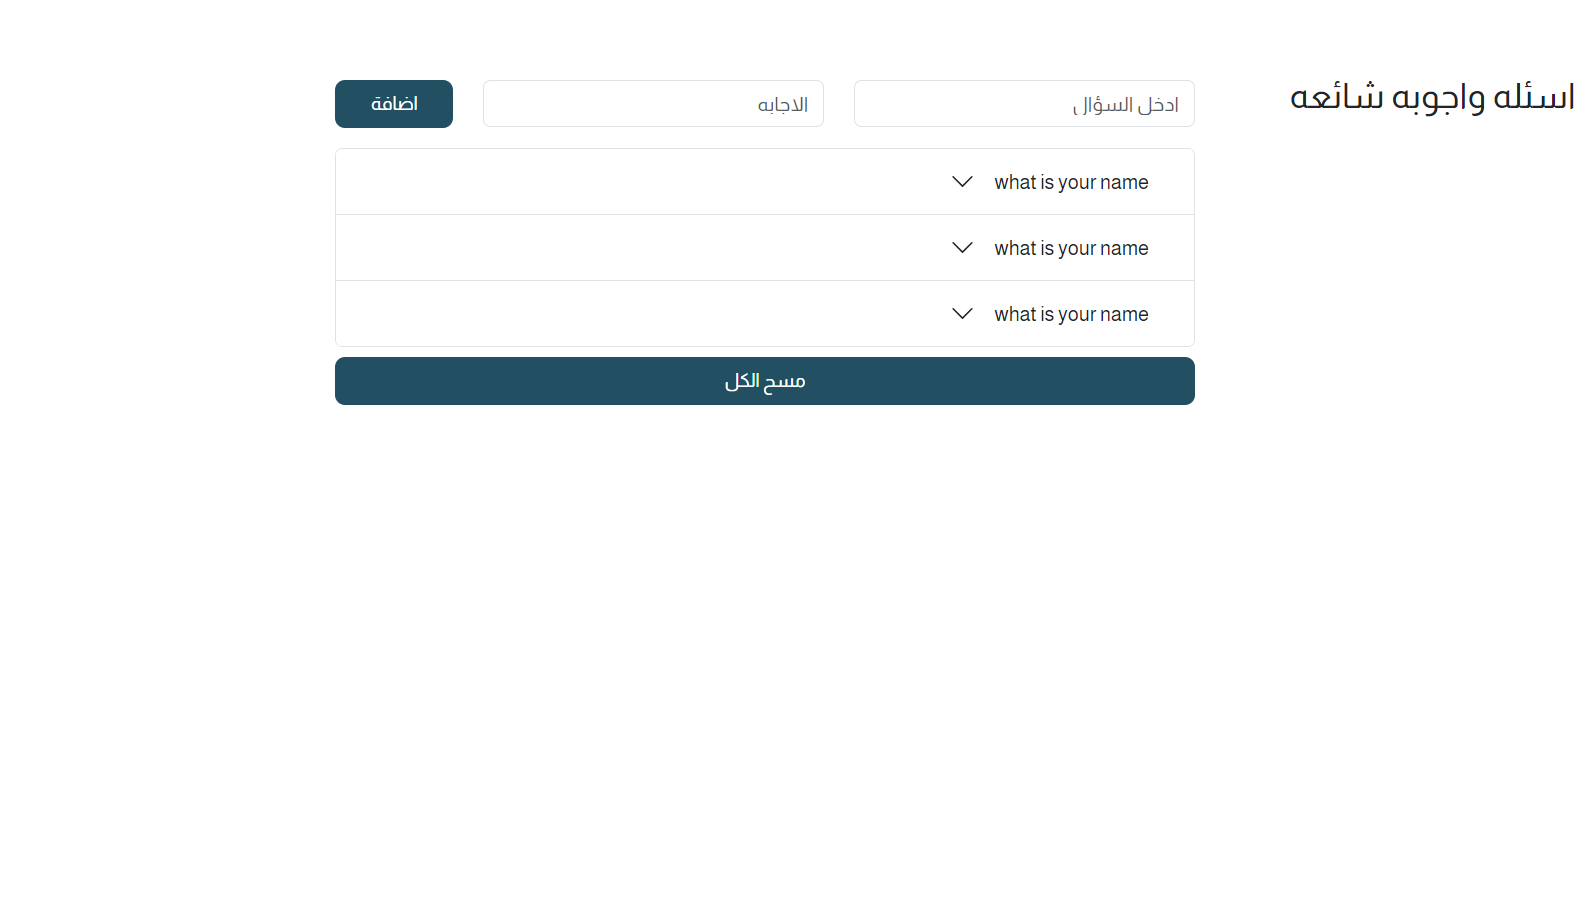 اسئله واجوبه شائعه
ادخل السؤال
الاجابه
اضافة
what is your name
what is your name
what is your name
مسح الكل